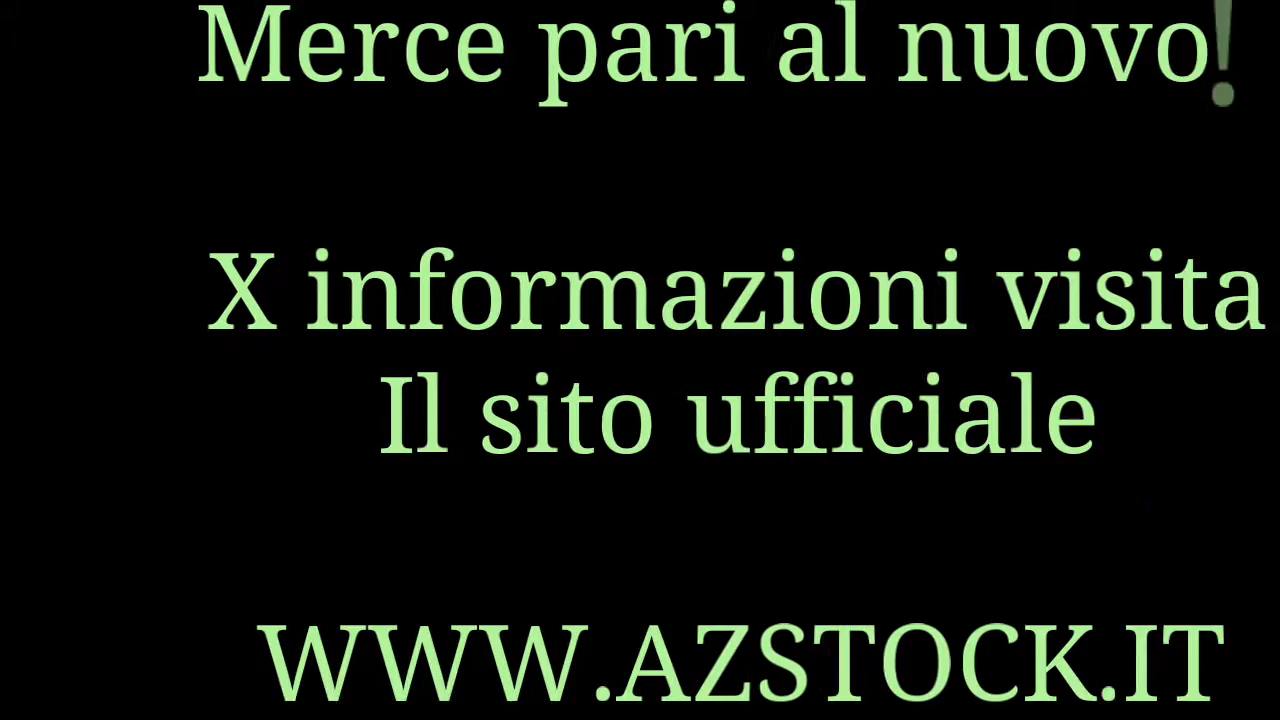 Merce pari al nuovo!
X informazioni visita
Il sito ufficiale
WWW.AZSTOCK.IT